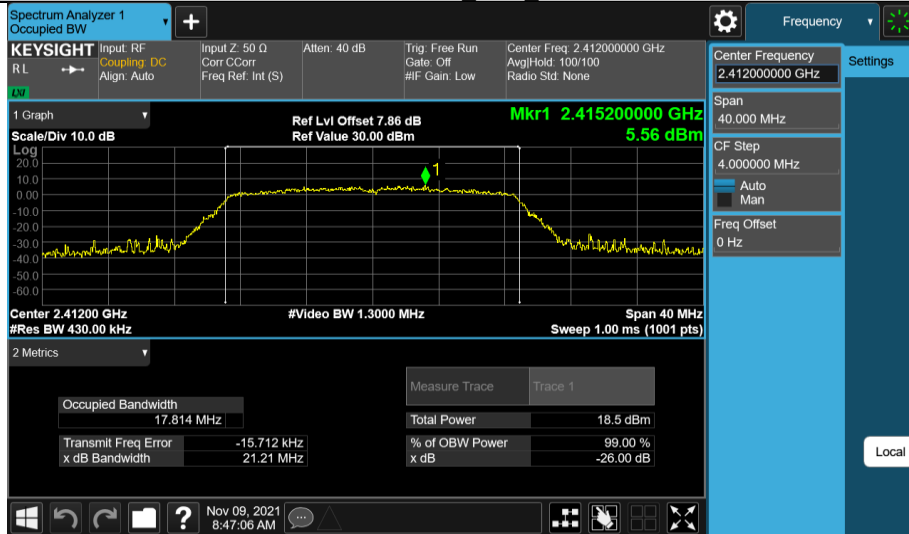 Spectrum Analyzer 1
Occupied BW
Frequency
KEYSIGHT
RL
LXI
Input: RF
Coupling: DC
Align: Auto
Input Z: 50 Ω
Corr CCorr
Freq Ref: Int (S)
Atten: 40 dB
Trig: Free Run
Gate: Off
#IF Gain: Low
Center Freq: 2.412000000 GHz
Avg|Hold: 100/100
Radio Std: None
Center Frequency
2.412000000 GHz
Settings
Span
40.000 MHz
CF Step
4.000000 MHz
Auto
Man
Freq Offset
0 Hz
1 Graph
Scale/Div 10.0 dB
Ref Lvl Offset 7.86 dB
Ref Value 30.00 dBm
Mkr1 2.415200000 GHz
5.56 dBm
Log
20.0
10.0
0.00
-10.0
-20.0
-30.0
-40.0
-50.0
-60.0
1
Center 2.41200 GHz
#Res BW 430.00 kHz
#Video BW 1.3000 MHz
Span 40 MHz
Sweep 1.00 ms (1001 pts)
2 Metrics
Measure Trace Trace 1
Occupied Bandwidth
17.814 MHz
Total Power 18.5 dBm
Transmit Freq Error -15.712 kHz
x dB Bandwidth 21.21 MHz
% of OBW Power 99.00 %
x dB -26.00 dB
Local
?
Nov 09, 2021
8:47:06 AM